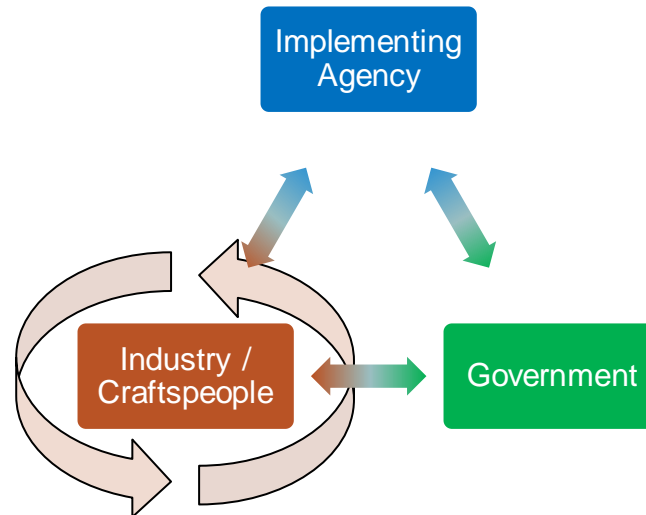 Implementing
Agency
Industry /
Craftspeople
Government